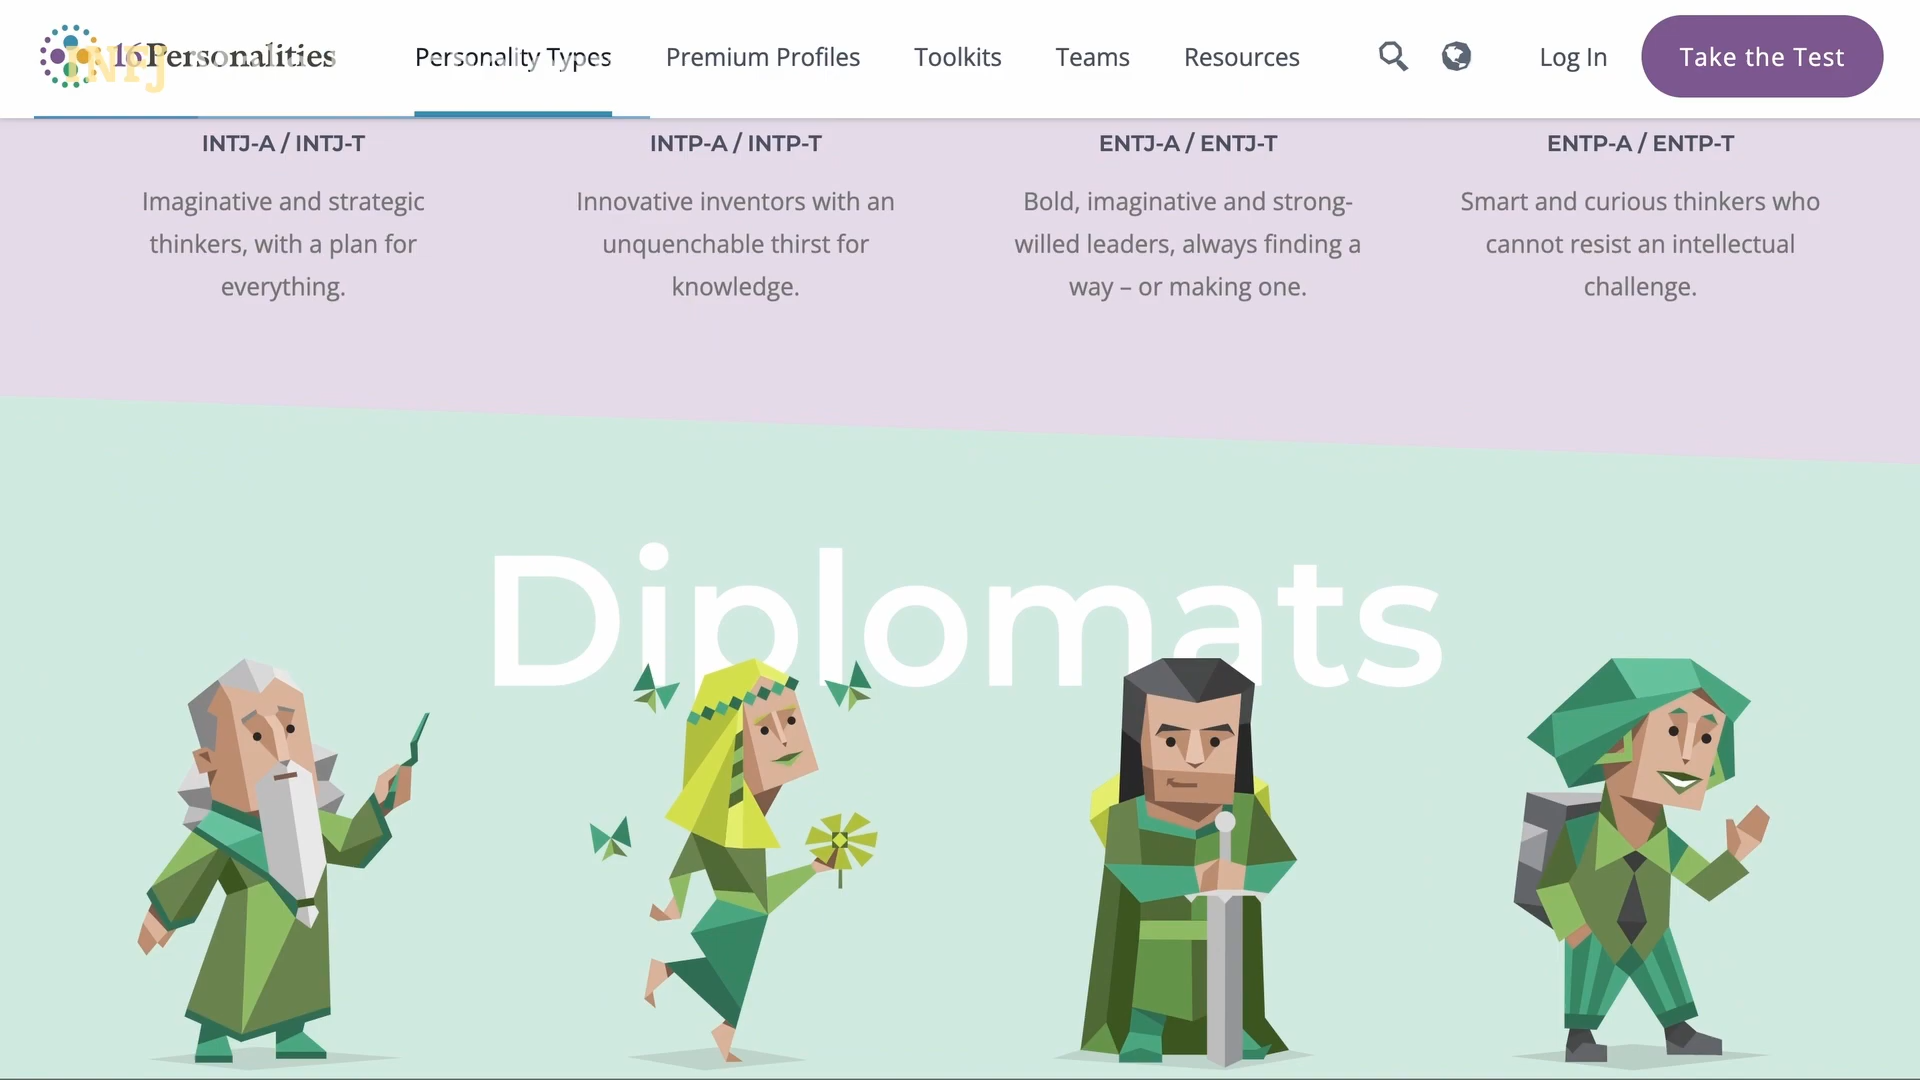 16Personalities
INFJ
Personality Types
Premium Profiles
Toolkits
Teams
Resources
Log In
Take the Test
INTJ-A / INTJ-T
Imaginative and strategic
thinkers, with a plan for
everything.
INTP-A / INTP-T
Innovative inventors with an
unquenchable thirst for
knowledge.
ENTJ-A / ENTJ-T
Bold, imaginative and strong-
willed leaders, always finding a
way – or making one.
ENTP-A / ENTP-T
Smart and curious thinkers who
cannot resist an intellectual
challenge.
Diplomats